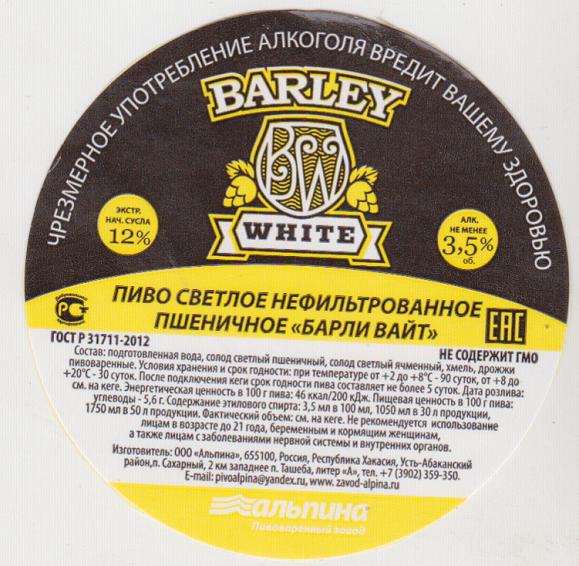 ЧРЕЗМЕРНОЕ УПОТРЕБЛЕНИЕ АЛКОГОЛЯ ВРЕДИТ ВАШЕМУ ЗДОРОВЬЮ
BARLEY
BW
WHITE
ЭКСТР.
НАЧ. СУСЛА
12%
АЛК.
НЕ МЕНЕЕ
3,5%
об.
ПИВО СВЕТЛОЕ НЕФИЛЬТРОВАННОЕ
ПШЕНИЧНОЕ «БАРЛИ ВАЙТ»
РСТ
EAC
ГОСТ Р 31711-2012
НЕ СОДЕРЖИТ ГМО
Состав: подготовленная вода, солод светлый пшеничный, солод светлый ячменный, хмель, дрожжи
пивоваренные. Условия хранения и срок годности: при температуре от +2 до +8°С - 90 суток, от +8 до
+20°С - 30 суток. После подключения кеги срок годности пива составляет не более 5 суток. Дата розлива:
см. на кеге. Энергетическая ценность в 100 г пива: 46 ккал/200 кДж. Пищевая ценность в 100 г пива:
углеводы - 5,6 г. Содержание этилового спирта: 3,5 мл в 100 мл, 1050 мл в 30 л продукции,
1750 мл в 50 л продукции. Фактический объем: см. на кеге. Не рекомендуется использование
лицам в возрасте до 21 года, беременным и кормящим женщинам,
а также лицам с заболеваниями нервной системы и внутренних органов.
Изготовитель: ООО «Альпина», 655100, Россия, Республика Хакасия, Усть-Абаканский
район,п. Сахарный, 2 км западнее п. Ташеба, литер «А», тел. +7 (3902) 359-350.
E-mail: pivoalpina@yandex.ru, www. zavod-alpina.ru
альпина
Пивоваренный завод